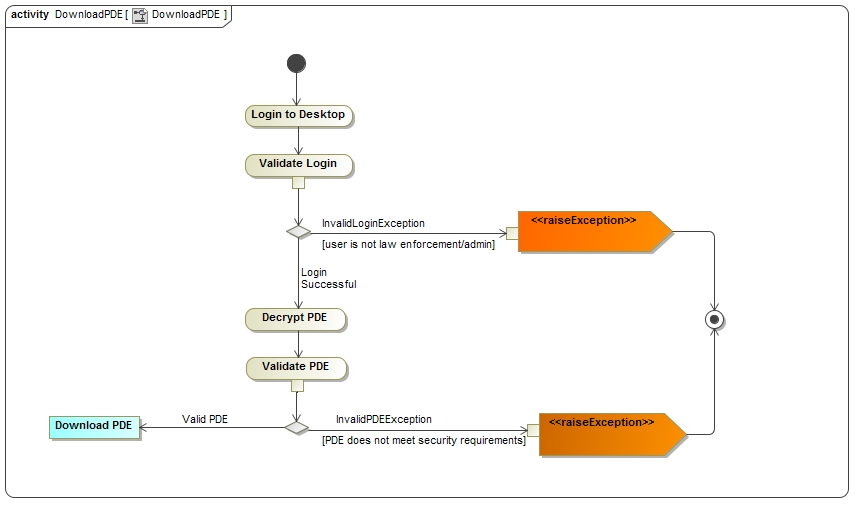 activity DownloadPDE [ DownloadPDE ]
Login to Desktop
Validate Login
InvalidLoginException
[user is not law enforcement/admin]
<<raiseException>>
Login
Successful
Decrypt PDE
Validate PDE
Download PDE
Valid PDE
InvalidPDEException
[PDE does not meet security requirements]
<<raiseException>>